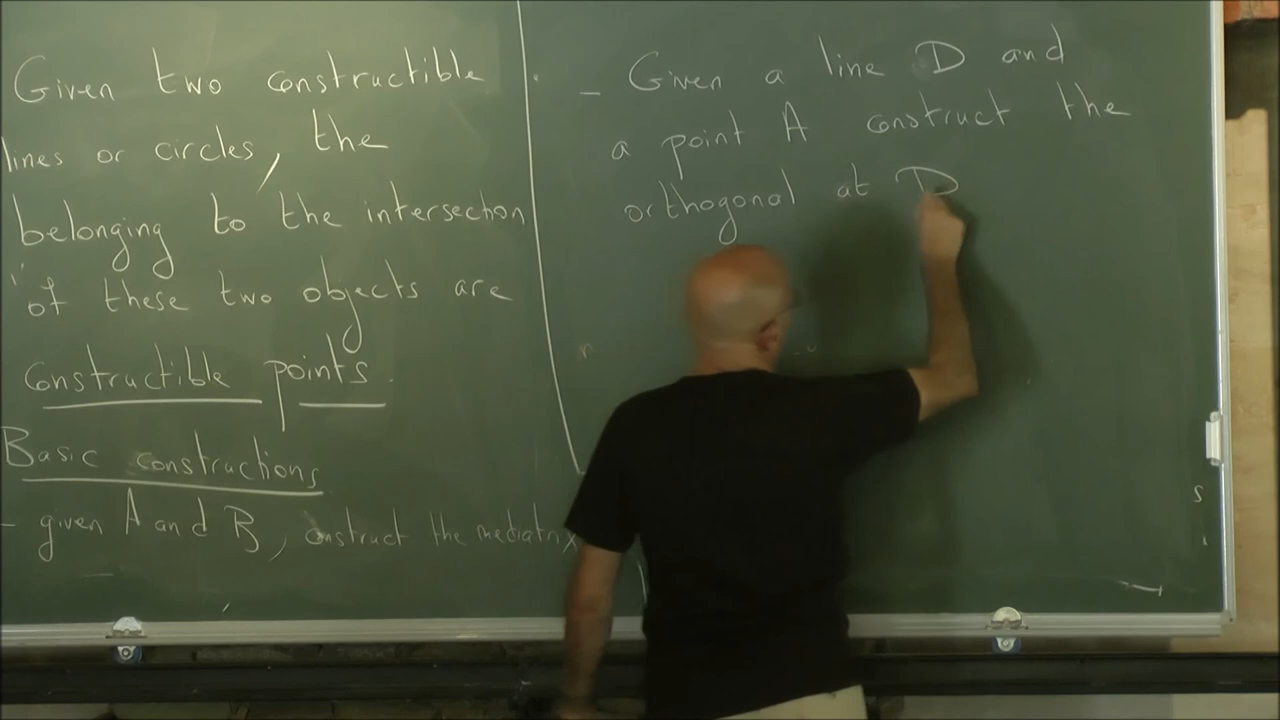 Given two constructible
lines or circles, the
belonging to the intersection
of these two objects are
constructible points.
Basic constructions
- given A and B, construct the mediatrix
- Given a line D and
a point A construct the
orthogonal at D